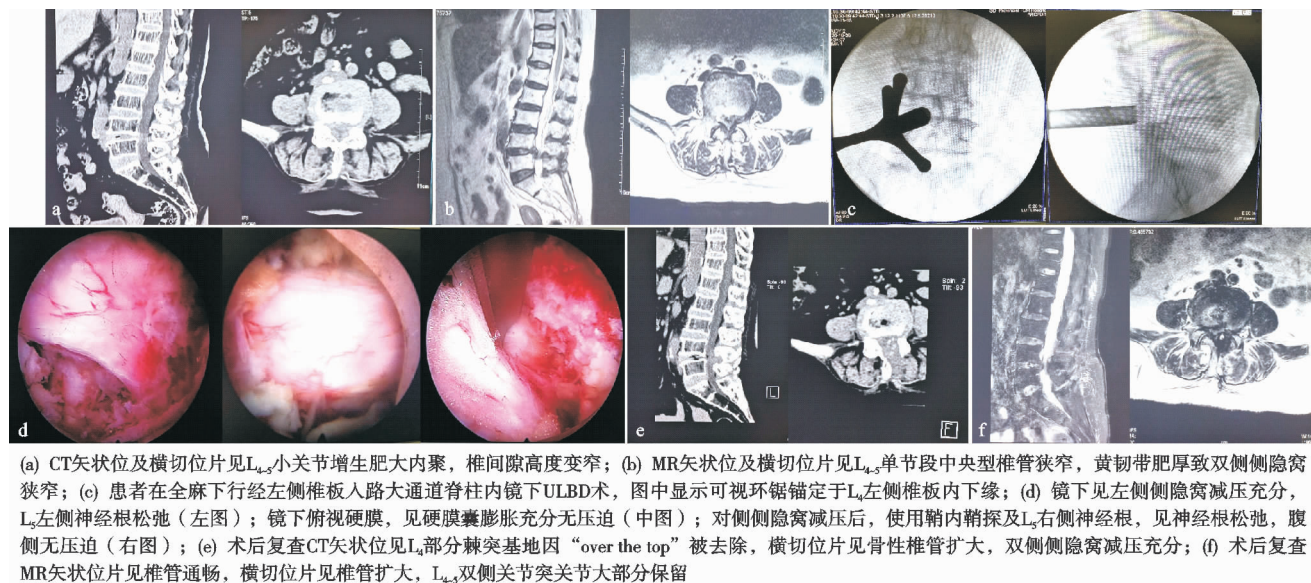 a
b
c
d
e
f
(a) CT矢状位及横切位片见L₄₋₅小关节增生肥大内聚，椎间隙高度变窄；(b) MR矢状位及横切位片见L₄₋₅单节段中央型椎管狭窄，黄韧带肥厚致双侧侧隐窝
狭窄；(c) 患者在全麻下行经左侧椎板入路大通道脊柱内镜下ULBD术，图中显示可视环锯锚定于L₄左侧椎板内下缘；(d) 镜下见左侧侧隐窝减压充分，
L₅左侧神经根松弛（左图）；镜下俯视硬膜，见硬膜囊膨胀充分无压迫（中图）；对侧侧隐窝减压后，使用鞘内鞘探及L₅右侧神经根，见神经根松弛，腹
侧无压迫（右图）；(e) 术后复查CT矢状位见L₄部分棘突基地因“over the top”被去除，横切位片见骨性椎管扩大，双侧侧隐窝减压充分；(f) 术后复查
MR矢状位片见椎管通畅，横切位片见椎管扩大，L₄₋₅双侧关节突关节大部分保留